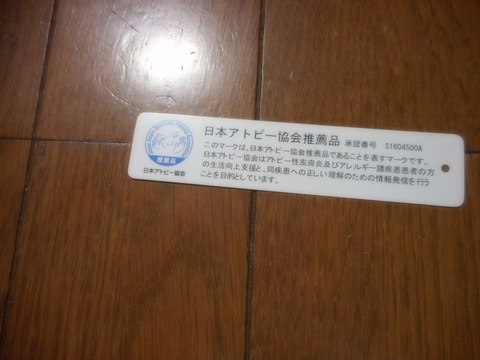 日本アトピー協会推薦品 承認番号 S1604500A
このマークは、日本アトピー協会推薦品であることを表すマークです。
日本アトピー協会はアトピー性皮膚炎及びアレルギー諸疾患患者の方
の生活向上支援と、同疾患への正しい理解のための情報発信を行う
ことを目的としています。
推薦品
日本アトピー協会